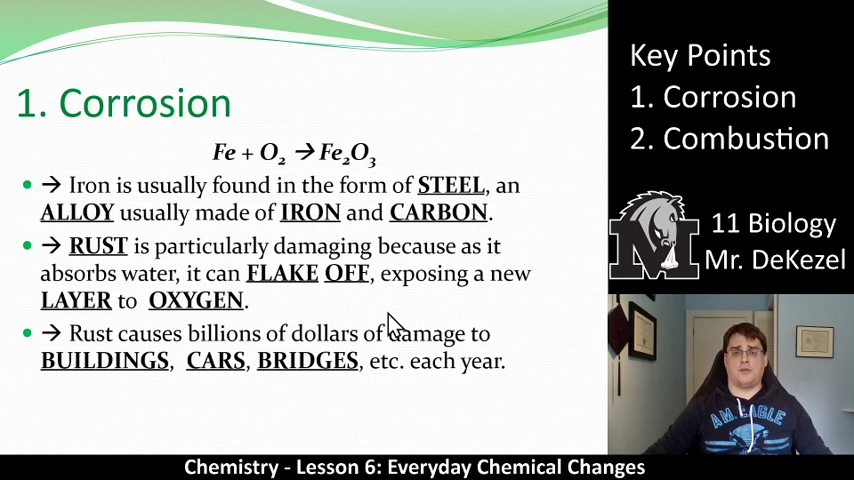 1. Corrosion
Fe + O₂ → Fe₂O₃
→ Iron is usually found in the form of STEEL, an
ALLOY usually made of IRON and CARBON.
→ RUST is particularly damaging because as it
absorbs water, it can FLAKE OFF, exposing a new
LAYER to OXYGEN.
→ Rust causes billions of dollars of damage to
BUILDINGS, CARS, BRIDGES, etc. each year.
Key Points
1. Corrosion
2. Combustion
M
11 Biology
Mr. DeKezel
AM. EAGLE
Chemistry - Lesson 6: Everyday Chemical Changes